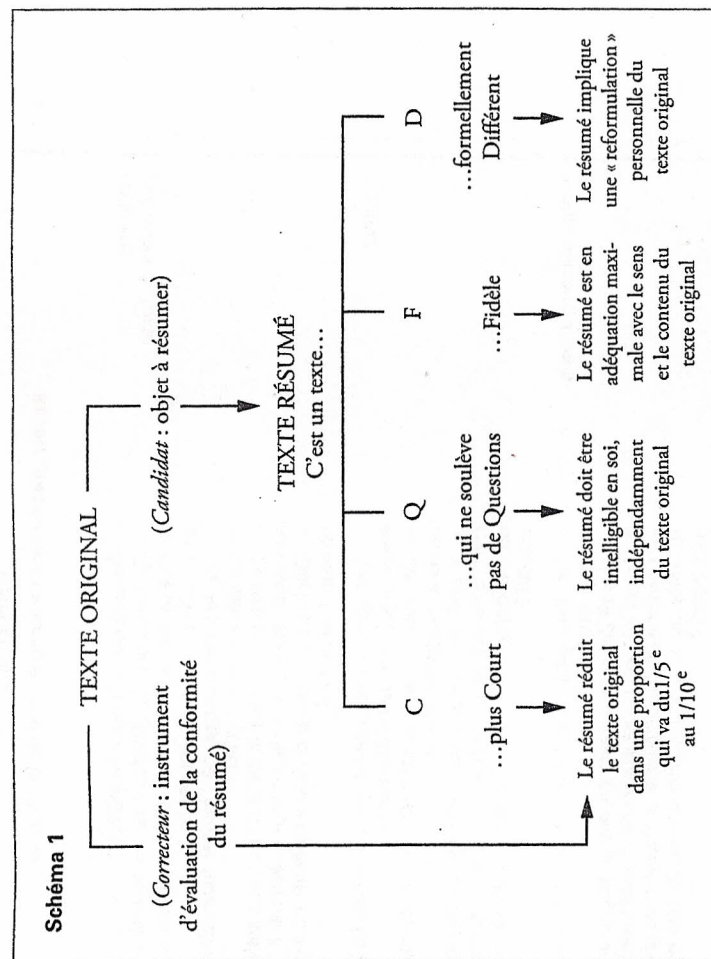 Schéma 1
TEXTE ORIGINAL
(Correcteur : instrument
d'évaluation de la conformité
du résumé)
(Candidat : objet à résumer)
TEXTE RÉSUMÉ
C'est un texte…
C
Q
F
D
…plus Court
…qui ne soulève
pas de Questions
…Fidèle
…formellement
Différent
Le résumé réduit
le texte original
dans une proportion
qui va du1/5e
au 1/10e
Le résumé doit être
intelligible en soi,
indépendamment
du texte original
Le résumé est en
adéquation maxi-
male avec le sens
et le contenu du
texte original
Le résumé implique
une « reformulation »
personnelle du
texte original